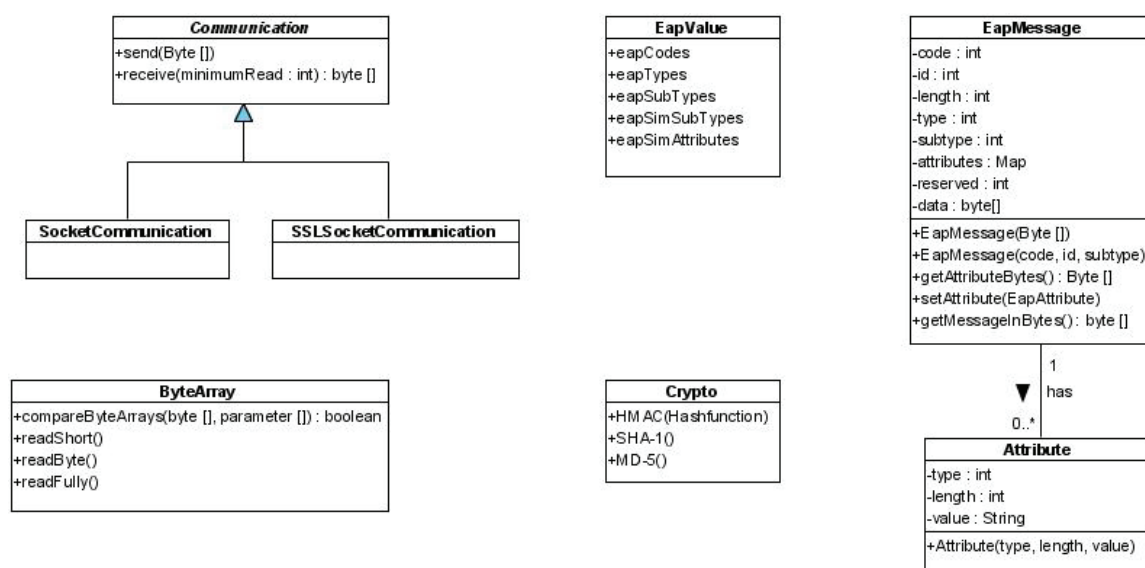 Communication
+send(Byte [])
+receive(minimumRead : int) : byte []
SocketCommunication
SSLSocketCommunication
EapValue
+eapCodes
+eapTypes
+eapSubTypes
+eapSimSubTypes
+eapSimAttributes
EapMessage
-code : int
-id : int
-length : int
-type : int
-subtype : int
-attributes : Map
-reserved : int
-data : byte[]
+EapMessage(Byte [])
+EapMessage(code, id, subtype)
+getAttributeBytes() : Byte []
+setAttribute(EapAttribute)
+getMessageInBytes() : byte []
1
has
0..*
ByteArray
+compareByteArrays(byte [], parameter []) : boolean
+readShort()
+readByte()
+readFully()
Crypto
+HMAC(Hashfunction)
+SHA-1()
+MD-5()
Attribute
-type : int
-length : int
-value : String
+Attribute(type, length, value)